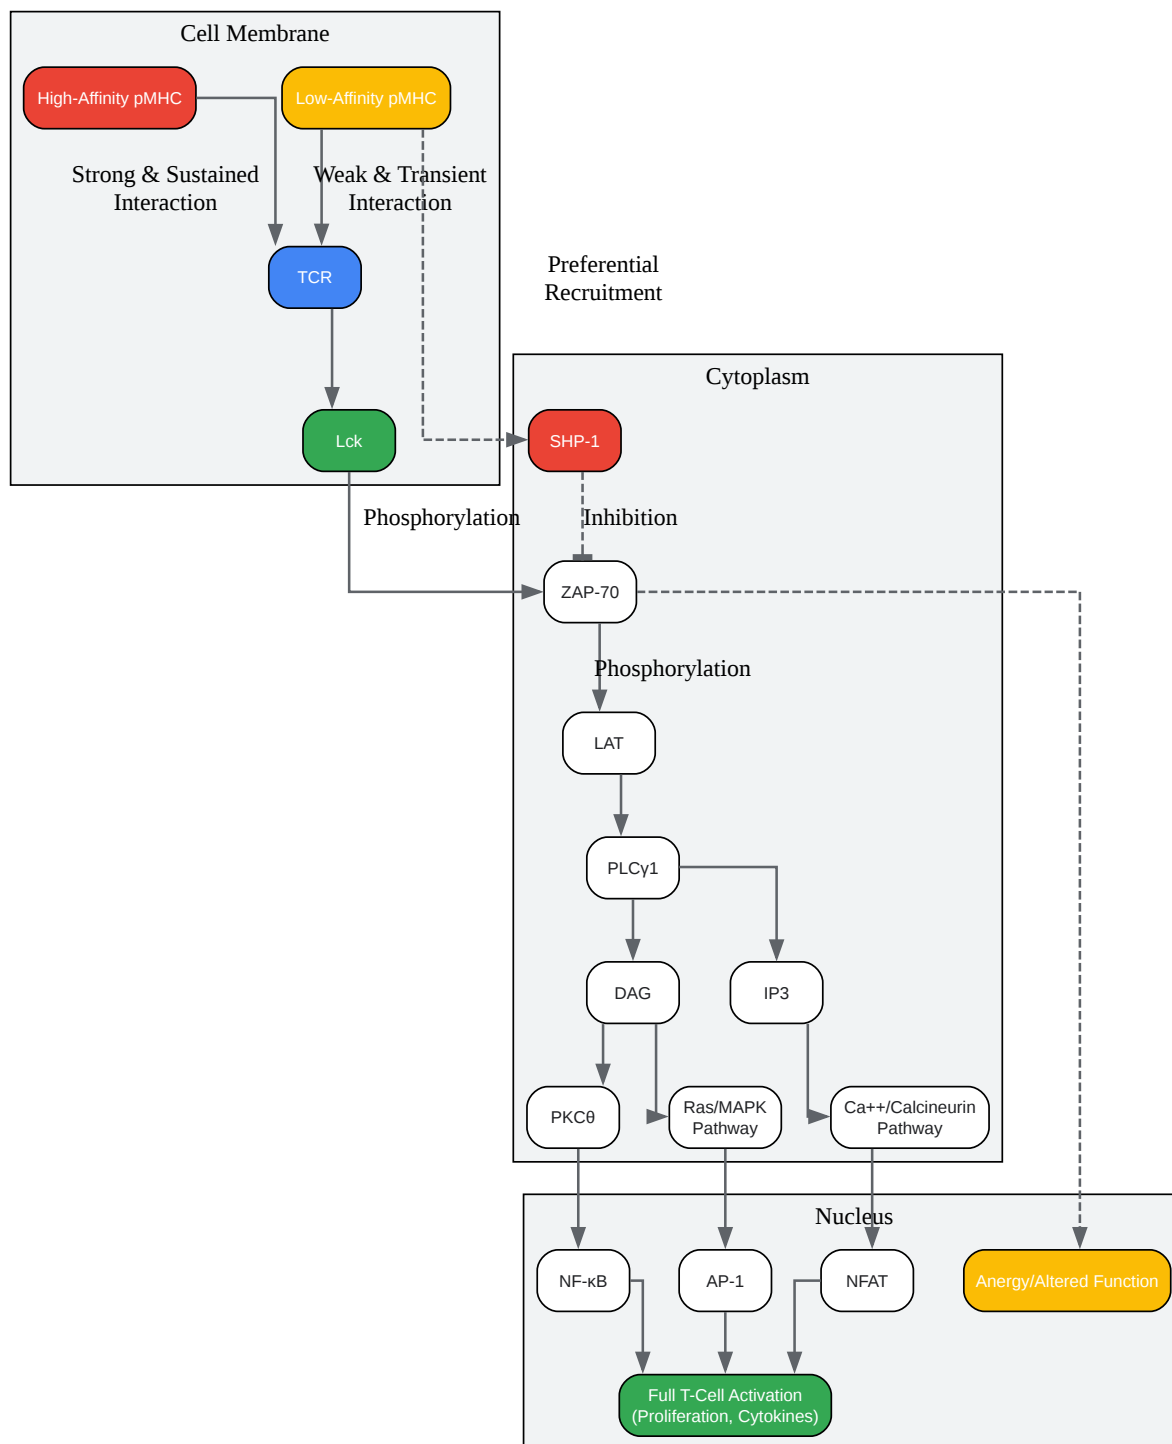 Cell Membrane
High-Affinity pMHC
Low-Affinity pMHC
Strong & Sustained
Interaction
Weak & Transient
Interaction
TCR
Preferential
Recruitment
Cytoplasm
Lck
SHP-1
Phosphorylation
Inhibition
ZAP-70
Phosphorylation
LAT
PLCγ1
DAG
IP3
PKCθ
Ras/MAPK
Pathway
Ca++/Calcineurin
Pathway
Nucleus
NF-κB
AP-1
NFAT
Anergy/Altered Function
Full T-Cell Activation
(Proliferation, Cytokines)